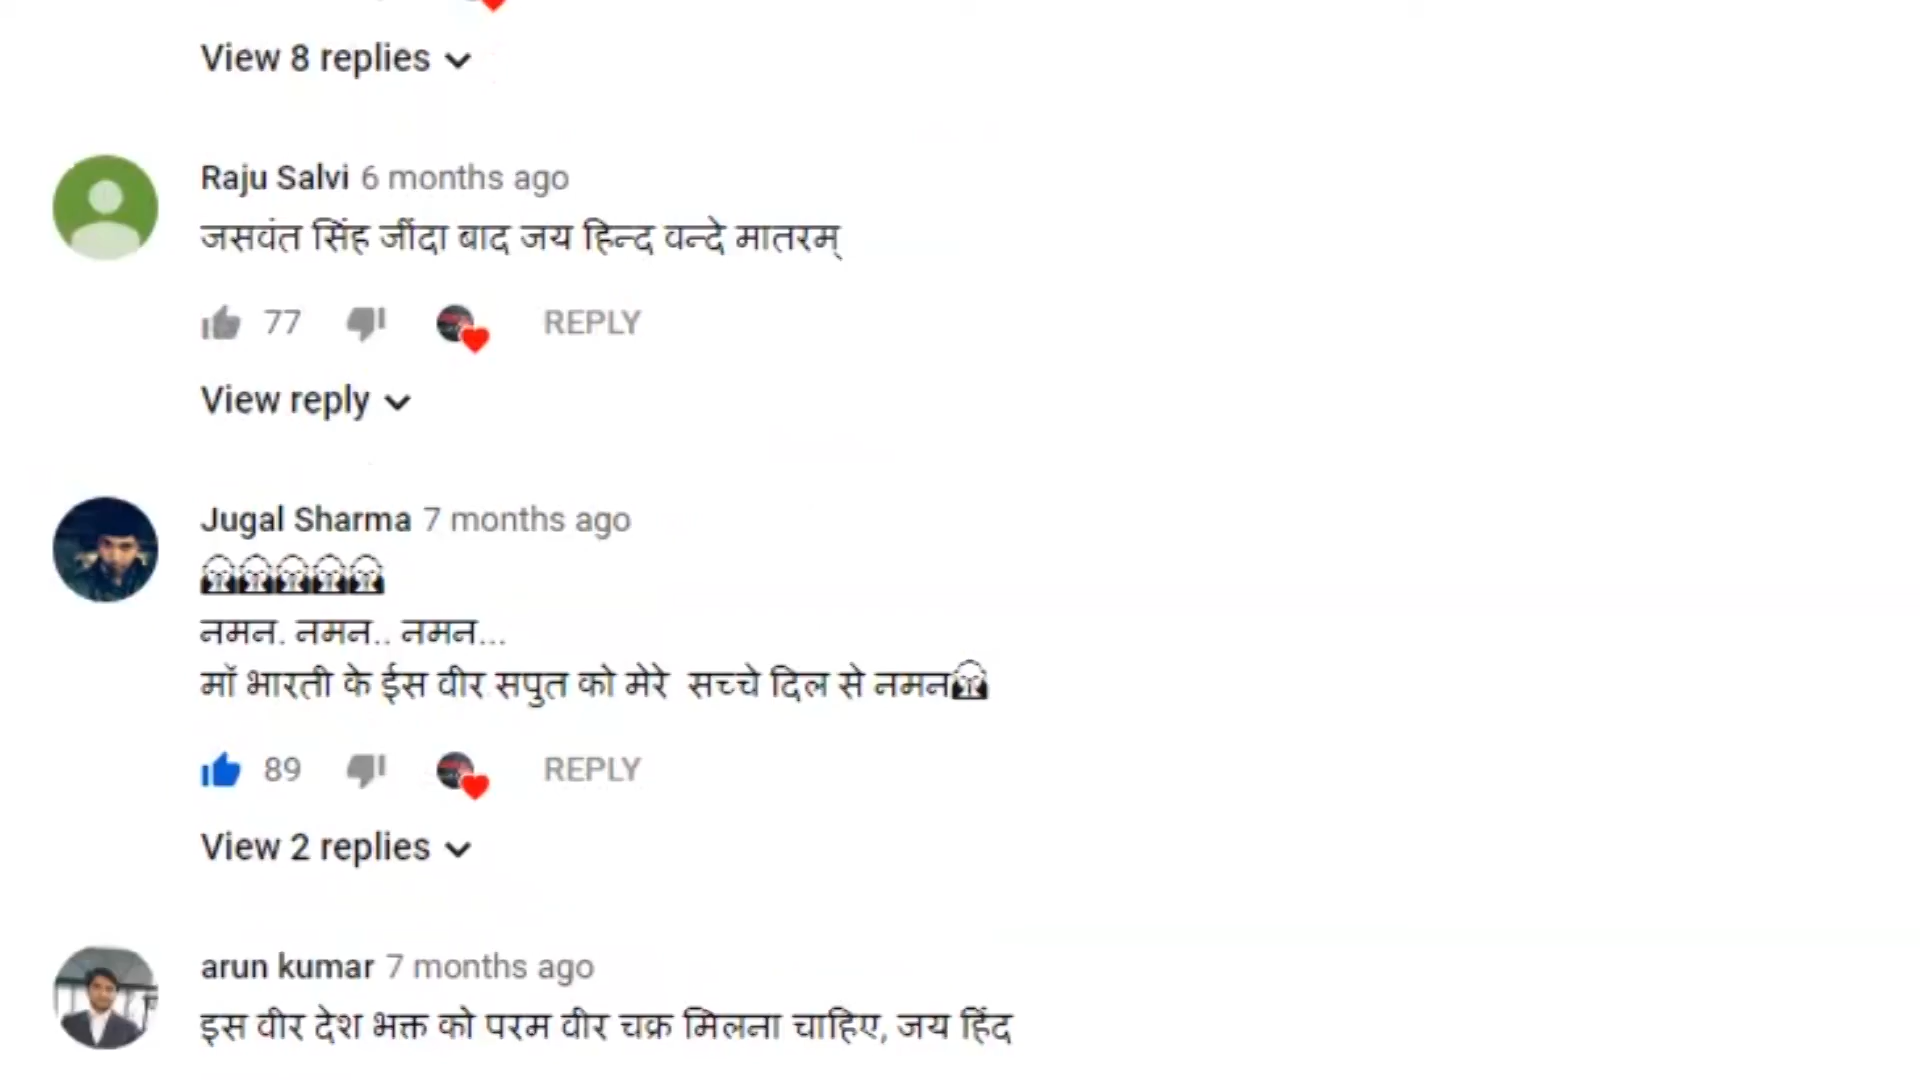 View 8 replies
Raju Salvi 6 months ago
जसवंत सिंह जींदा बाद जय हिन्द वन्दे मातरम्
77 REPLY
View reply
Jugal Sharma 7 months ago
नमन. नमन.. नमन...
मॉ भारती के ईस वीर सपुत को मेरे सच्चे दिल से नमन
89 REPLY
View 2 replies
arun kumar 7 months ago
इस वीर देश भक्त को परम वीर चक्र मिलना चाहिए, जय हिंद